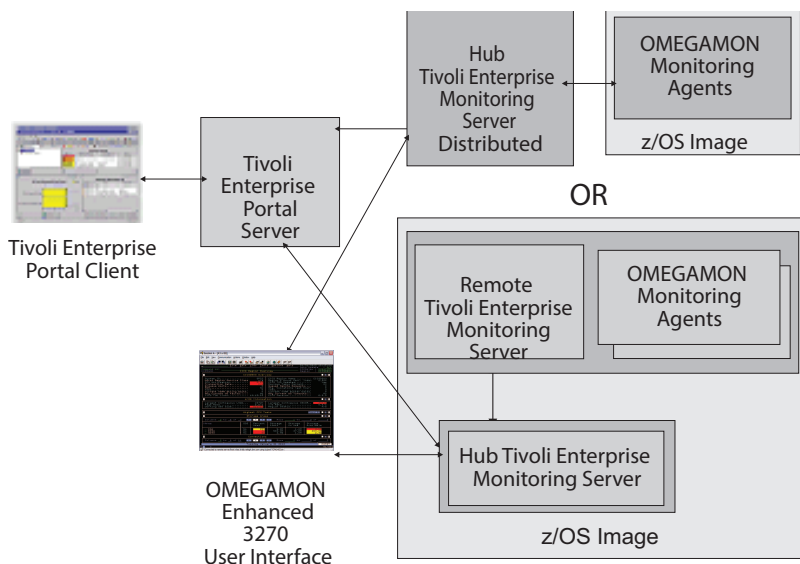 Hub
Tivoli Enterprise
Monitoring
Server
Distributed
OMEGAMON
Monitoring
Agents
z/OS Image
Tivoli
Enterprise
Portal
Server
Tivoli Enterprise
Portal Client
OR
Remote
Tivoli Enterprise
Monitoring
Server
OMEGAMON
Monitoring
Agents
Hub Tivoli Enterprise
Monitoring Server
z/OS Image
OMEGAMON
Enhanced
3270
User Interface